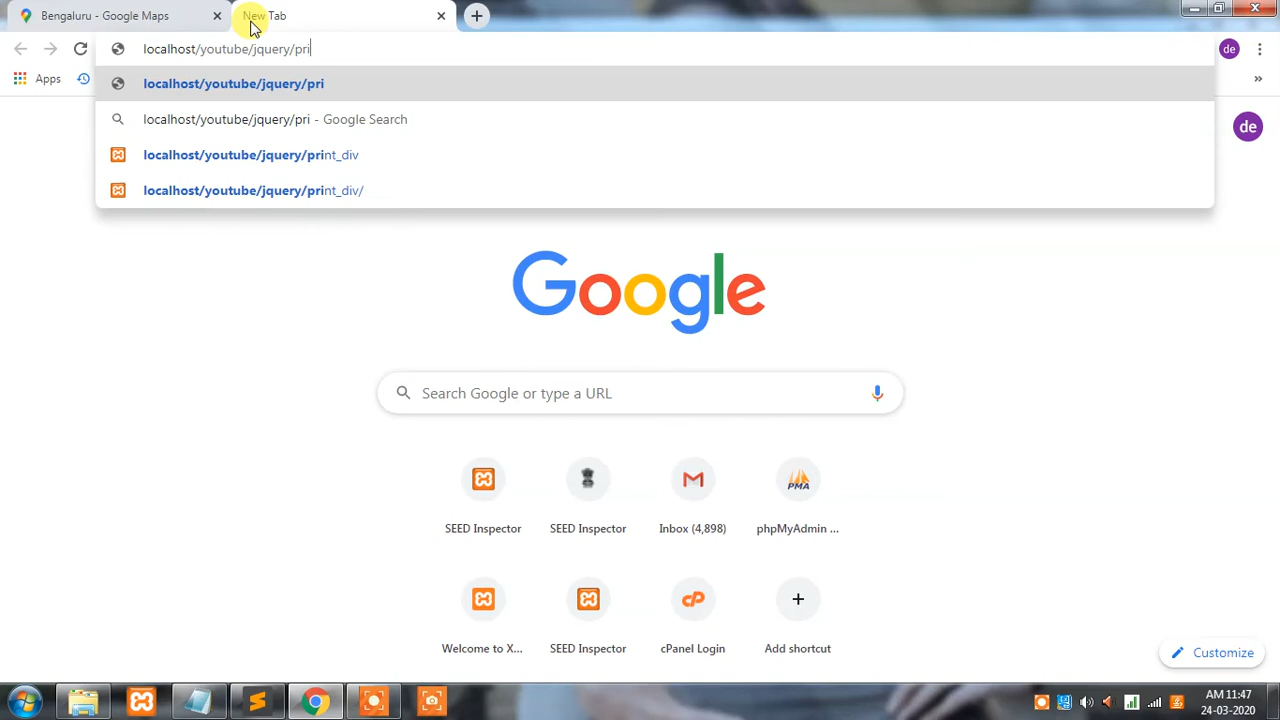 Bengaluru - Google Maps
New Tab
localhost/youtube/jquery/pri
de
Apps
»
localhost/youtube/jquery/pri
localhost/youtube/jquery/pri - Google Search
localhost/youtube/jquery/print_div
localhost/youtube/jquery/print_div/
de
Google
Search Google or type a URL
PMA
SEED Inspector
SEED Inspector
Inbox (4,898)
phpMyAdmin ...
cP
Welcome to X...
SEED Inspector
cPanel Login
Add shortcut
Customize
AM 11:47
24-03-2020